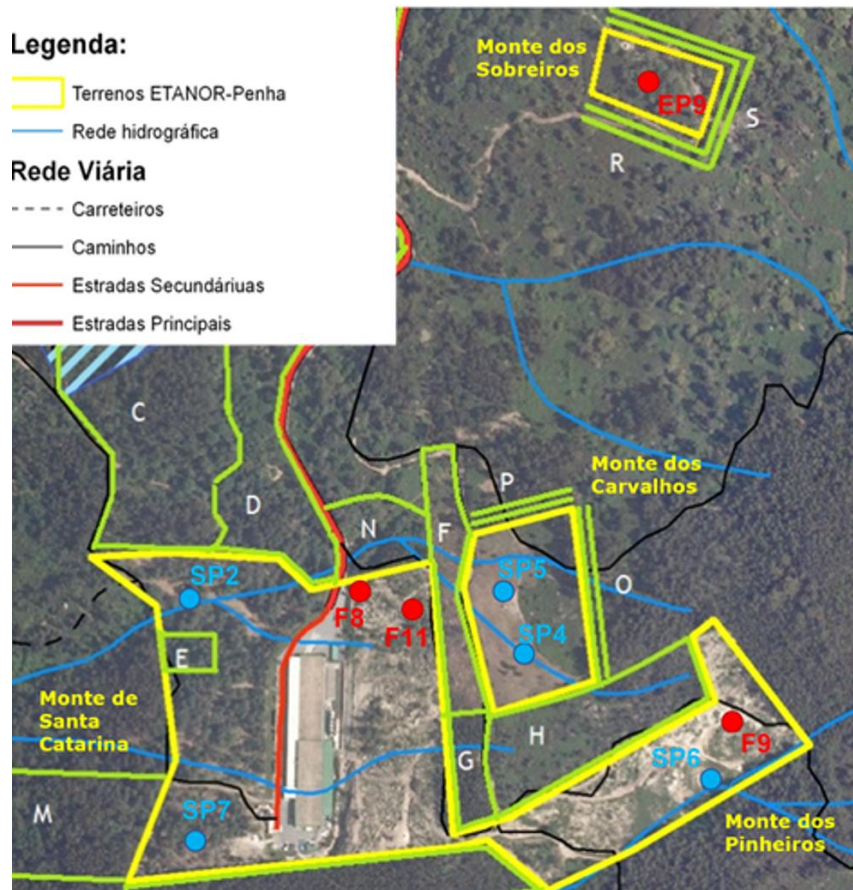 Legenda:
Terrenos ETANOR-Penha
Rede hidrográfica
Rede Viária
Carreteiros
Caminhos
Estradas Secundáriuas
Estradas Principais
Monte dos
Sobreiros
EP9
S
R
C
D
N
F
P
Monte dos
Carvalhos
SP2
F8
F11
SP5
SP4
O
E
Monte de
Santa
Catarina
G
H
F9
SP6
M
SP7
Monte dos
Pinheiros